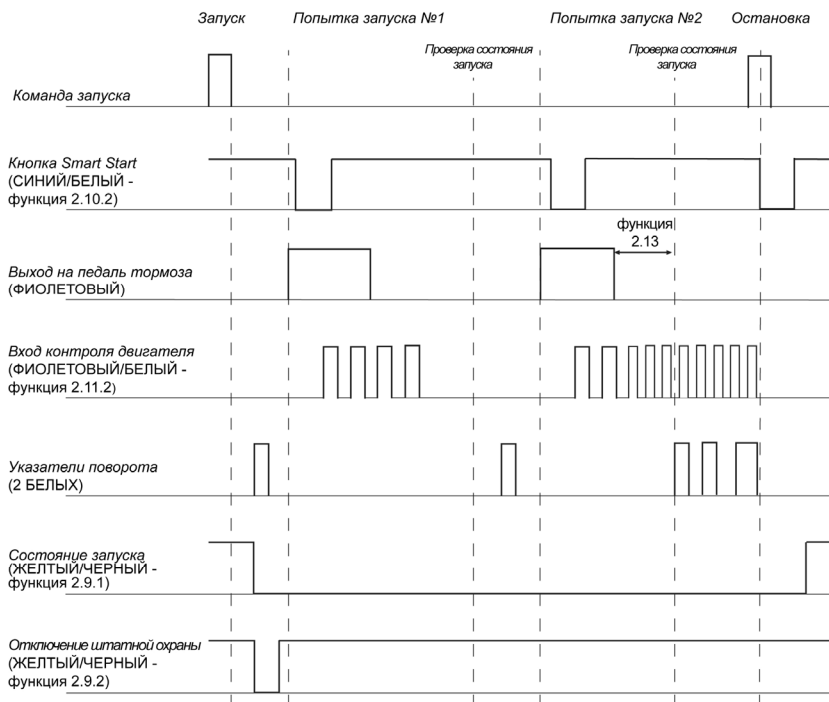 Запуск
Попытка запуска №1
Попытка запуска №2
Остановка
Проверка состояния
запуска
Проверка состояния
запуска
Команда запуска
Кнопка Smart Start
(СИНИЙ/БЕЛЫЙ -
функция 2.10.2)
функция
2.13
Выход на педаль тормоза
(ФИОЛЕТОВЫЙ)
Вход контроля двигателя
(ФИОЛЕТОВЫЙ/БЕЛЫЙ -
функция 2.11.2)
Указатели поворота
(2 БЕЛЫХ)
Состояние запуска
(ЖЕЛТЫЙ/ЧЕРНЫЙ -
функция 2.9.1)
Отключение штатной охраны
(ЖЕЛТЫЙ/ЧЕРНЫЙ -
функция 2.9.2)